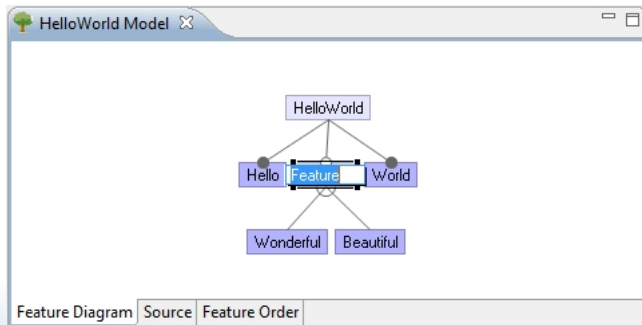 HelloWorld Model
HelloWorld
Hello Feature World
Wonderful Beautiful
Feature Diagram Source Feature Order